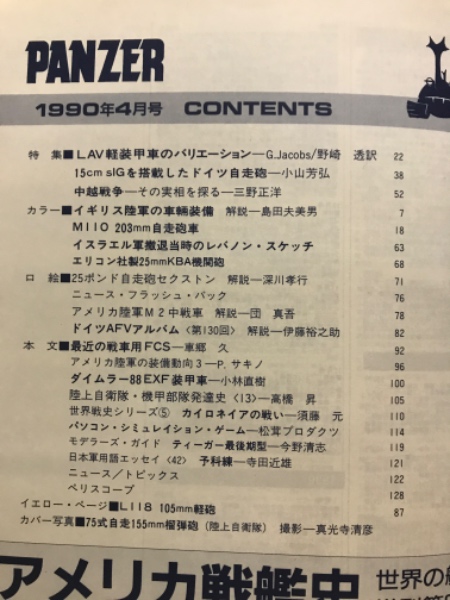 PANZER
1990年4月号 CONTENTS
特 集■LAV軽装甲車のバリエーション—G.Jacobs/野崎 透訳 22
15cm sIGを搭載したドイツ自走砲—小山芳弘 38
中越戦争—その実相を探る—三野正洋 52
カラー■イギリス陸軍の車輛装備 解説—島田夫美男 7
M110 203mm自走砲車 18
イスラエル軍撤退当時のレバノン・スケッチ 63
エリコン社製25mmKBA機関砲 68
口 絵■25ポンド自走砲セクストン 解説—深川孝行 71
ニュース・フラッシュ・バック 76
アメリカ陸軍M2中戦車 解説—団 真吾 78
ドイツAFVアルバム〈第130回〉解説—伊藤裕之助 82
本 文■最近の戦車用FCS—車郷 久 92
アメリカ陸軍の装備動向3—P.サキノ 96
ダイムラー88EXF装甲車—小林直樹 100
陸上自衛隊・機甲部隊発達史〈13〉—高橋 昇 105
世界戦史シリーズ⑤ カイロネイアの戦い—須藤 元 110
パソコン・シミュレイション・ゲーム—松茸プロダクツ 114
モデラーズ・ガイド ティーガー最後期型—今野清志 119
日本軍用語エッセイ〈42〉 予科練—寺田近雄 121
ニュース/トピックス 122
ペリスコープ 128
イエロー・ページ■L118 105mm軽砲 87
カバー写真■75式自走155mm榴弾砲(陸上自衛隊) 撮影—真光寺清彦
アメリカ戦艦史
世界の